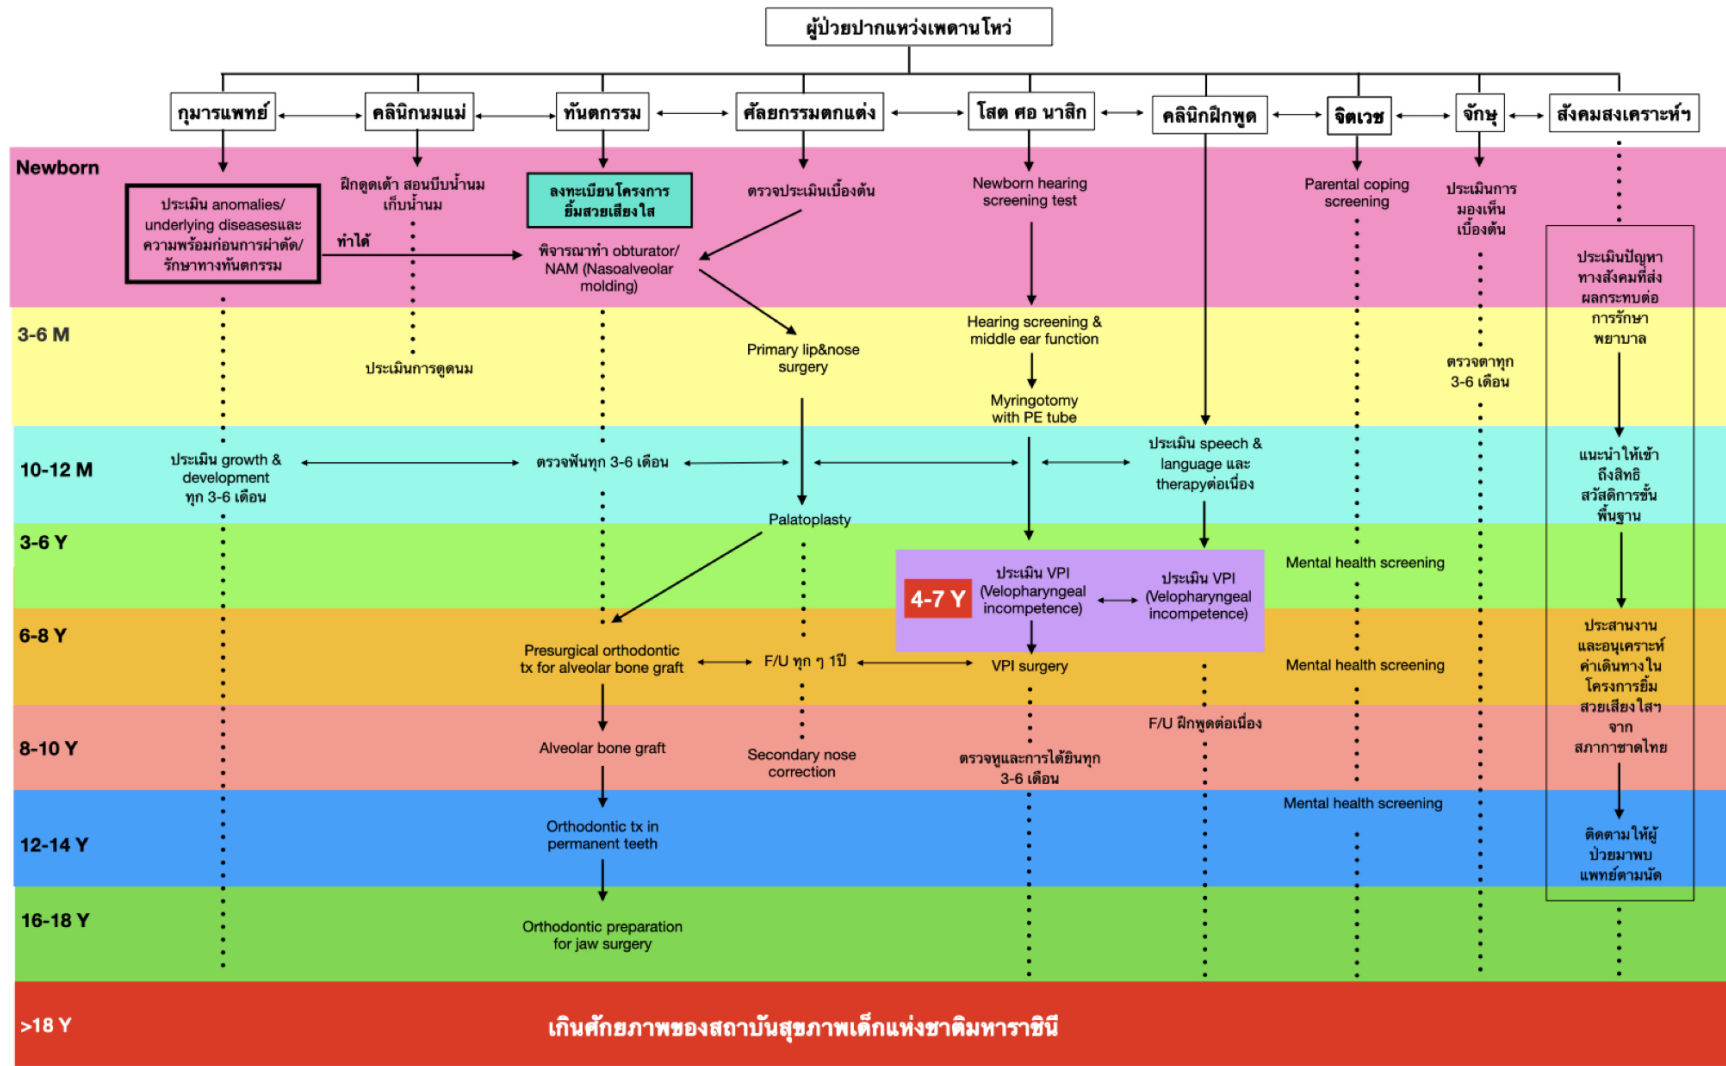 ผู้ป่วยปากแหว่งเพดานโหว่
กุมารแพทย์
คลินิกนมแม่
ทันตกรรม
ศัลยกรรมตกแต่ง
โสต ศอ นาสิก
คลินิกฝึกพูด
จิตเวช
จักษุ
สังคมสงเคราะห์ฯ
Newborn
ประเมิน anomalies/
underlying diseasesและ
ความพร้อมก่อนการผ่าตัด/
รักษาทางทันตกรรม
ทำได้
ฝึกดูดเต้า สอนบีบน้ำนม
เก็บน้ำนม
ลงทะเบียนโครงการ
ยิ้มสวยเสียงใส
พิจารณาทำ obturator/
NAM (Nasoalveolar
molding)
ตรวจประเมินเบื้องต้น
Newborn hearing
screening test
Parental coping
screening
ประเมินการ
มองเห็น
เบื้องต้น
ประเมินปัญหา
ทางสังคมที่ส่ง
ผลกระทบต่อ
การรักษา
พยาบาล
3-6 M
ประเมินการดูดนม
Primary lip&nose
surgery
Hearing screening &
middle ear function
Myringotomy
with PE tube
ตรวจตาทุก
3-6 เดือน
10-12 M
ประเมิน growth &
development
ทุก 3-6 เดือน
ตรวจฟันทุก 3-6 เดือน
ประเมิน speech &
language และ
therapyต่อเนื่อง
แนะนำให้เข้า
ถึงสิทธิ
สวัสดิการขั้น
พื้นฐาน
Palatoplasty
3-6 Y
4-7 Y
ประเมิน VPI
(Velopharyngeal
incompetence)
ประเมิน VPI
(Velopharyngeal
incompetence)
Mental health screening
6-8 Y
Presurgical orthodontic
tx for alveolar bone graft
F/U ทุก ๆ 1ปี
VPI surgery
Mental health screening
ประสานงาน
และอนุเคราะห์
ค่าเดินทางใน
โครงการยิ้ม
สวยเสียงใสฯ
จาก
สภากาชาดไทย
8-10 Y
Alveolar bone graft
Secondary nose
correction
ตรวจหูและการได้ยินทุก
3-6 เดือน
F/U ฝึกพูดต่อเนื่อง
Mental health screening
12-14 Y
Orthodontic tx in
permanent teeth
ติดตามให้ผู้
ป่วยมาพบ
แพทย์ตามนัด
16-18 Y
Orthodontic preparation
for jaw surgery
>18 Y
เกินศักยภาพของสถาบันสุขภาพเด็กแห่งชาติมหาราชินี